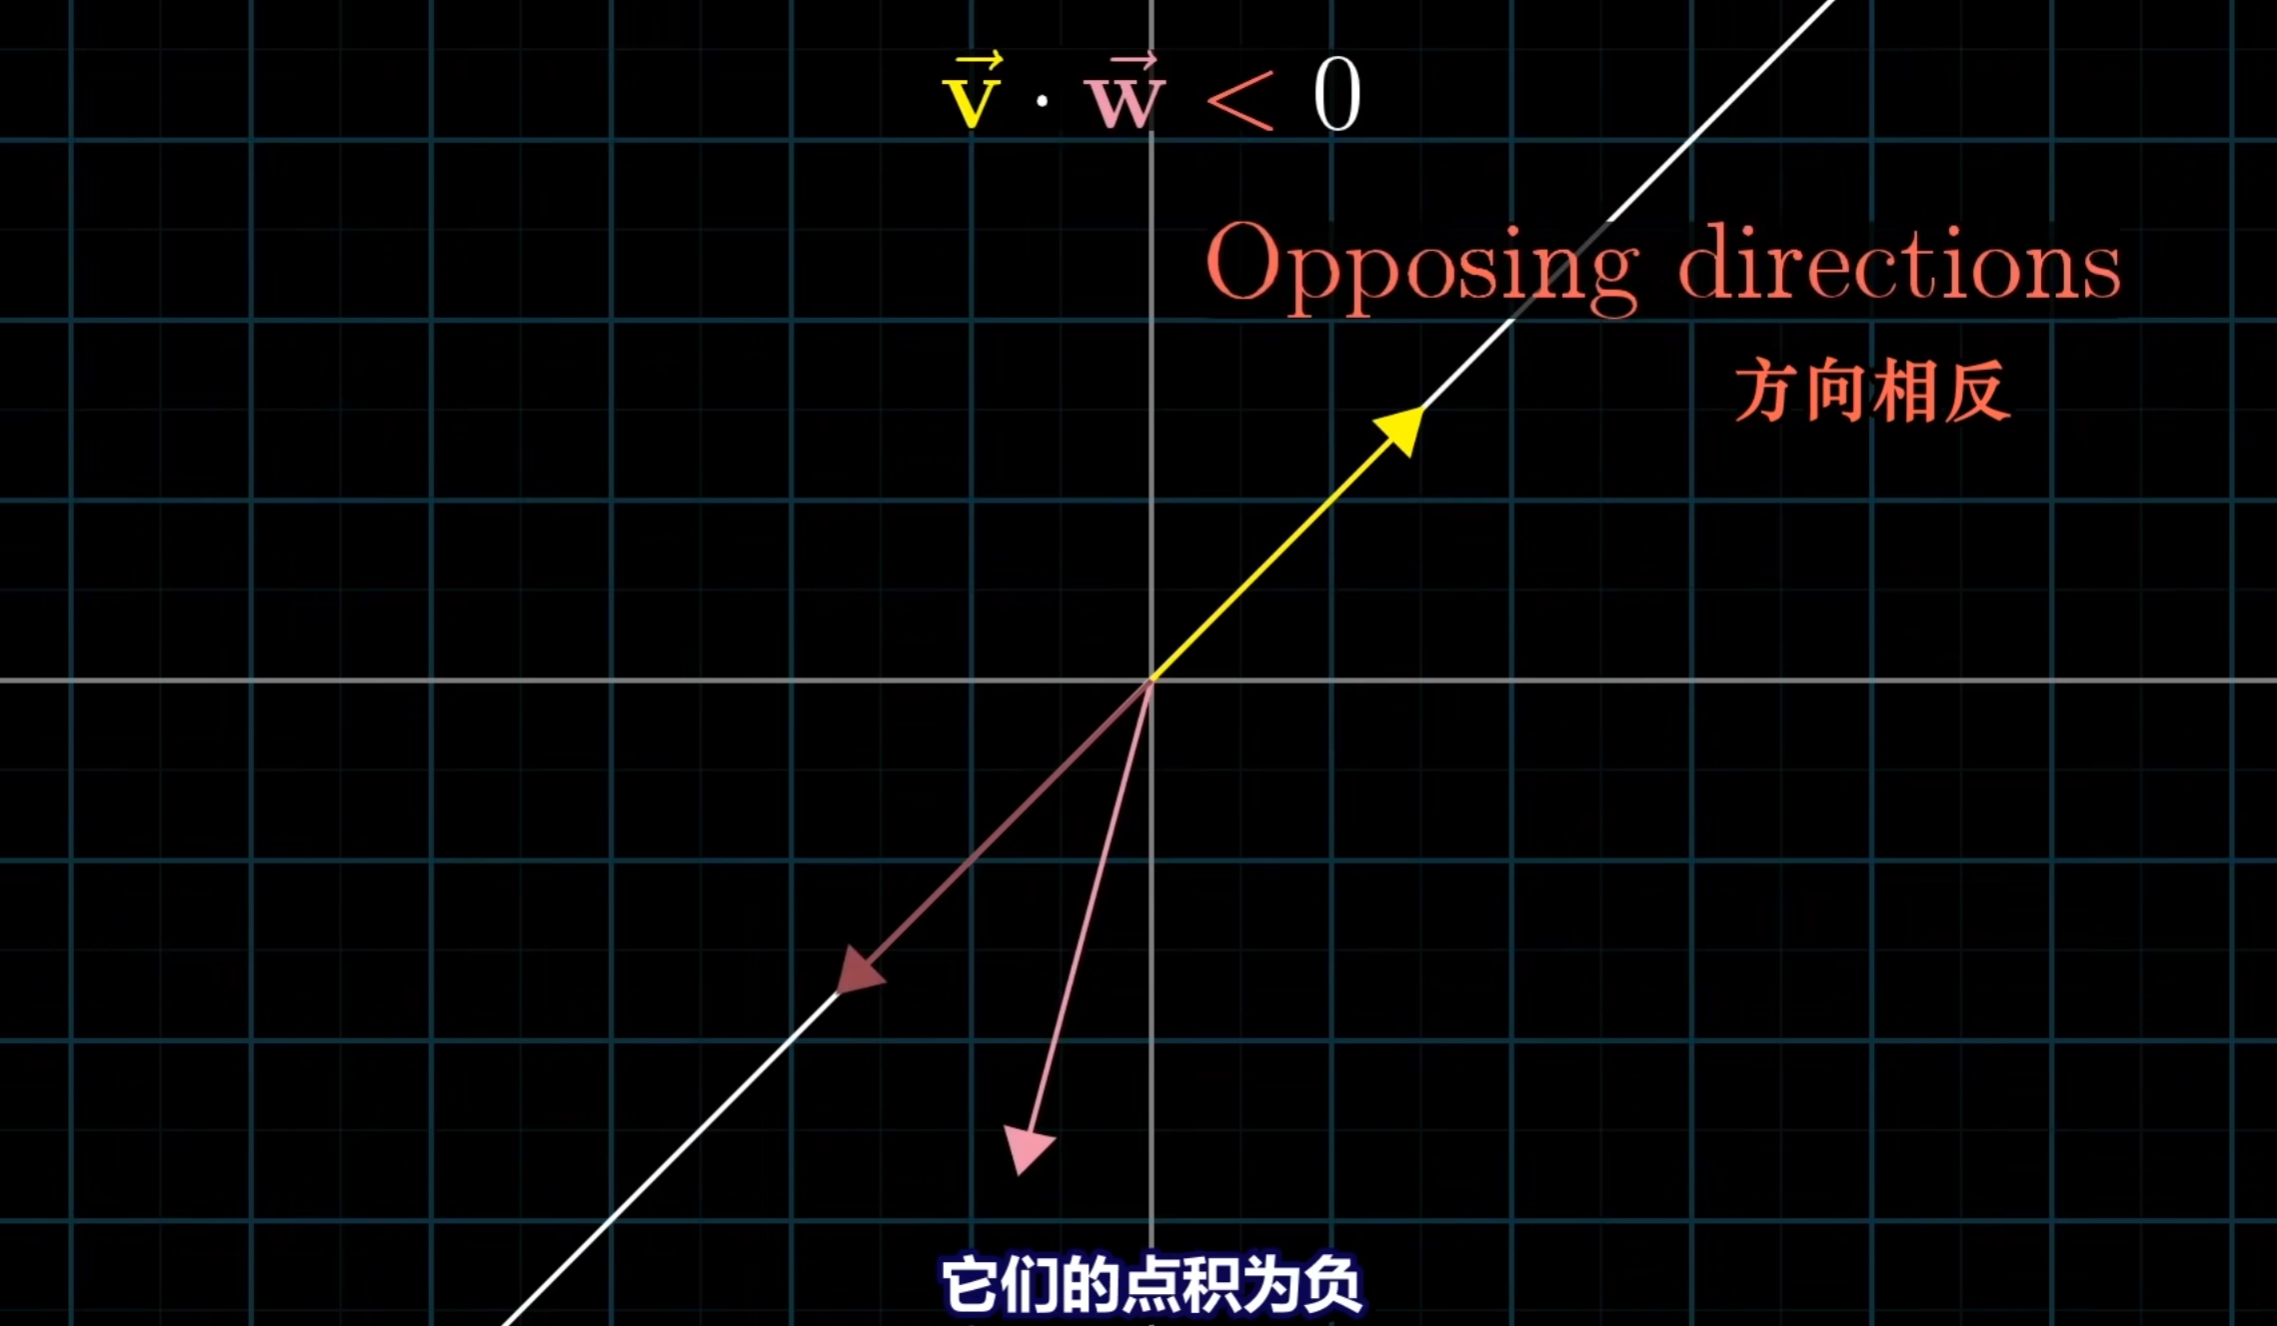 v⃗ · w⃗ < 0
Opposing directions
方向相反
它们的点积为负